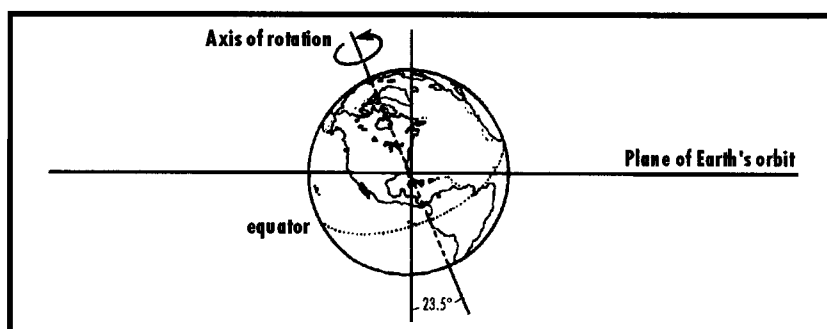 Axis of rotation
Plane of Earth's orbit
equator
23.5°